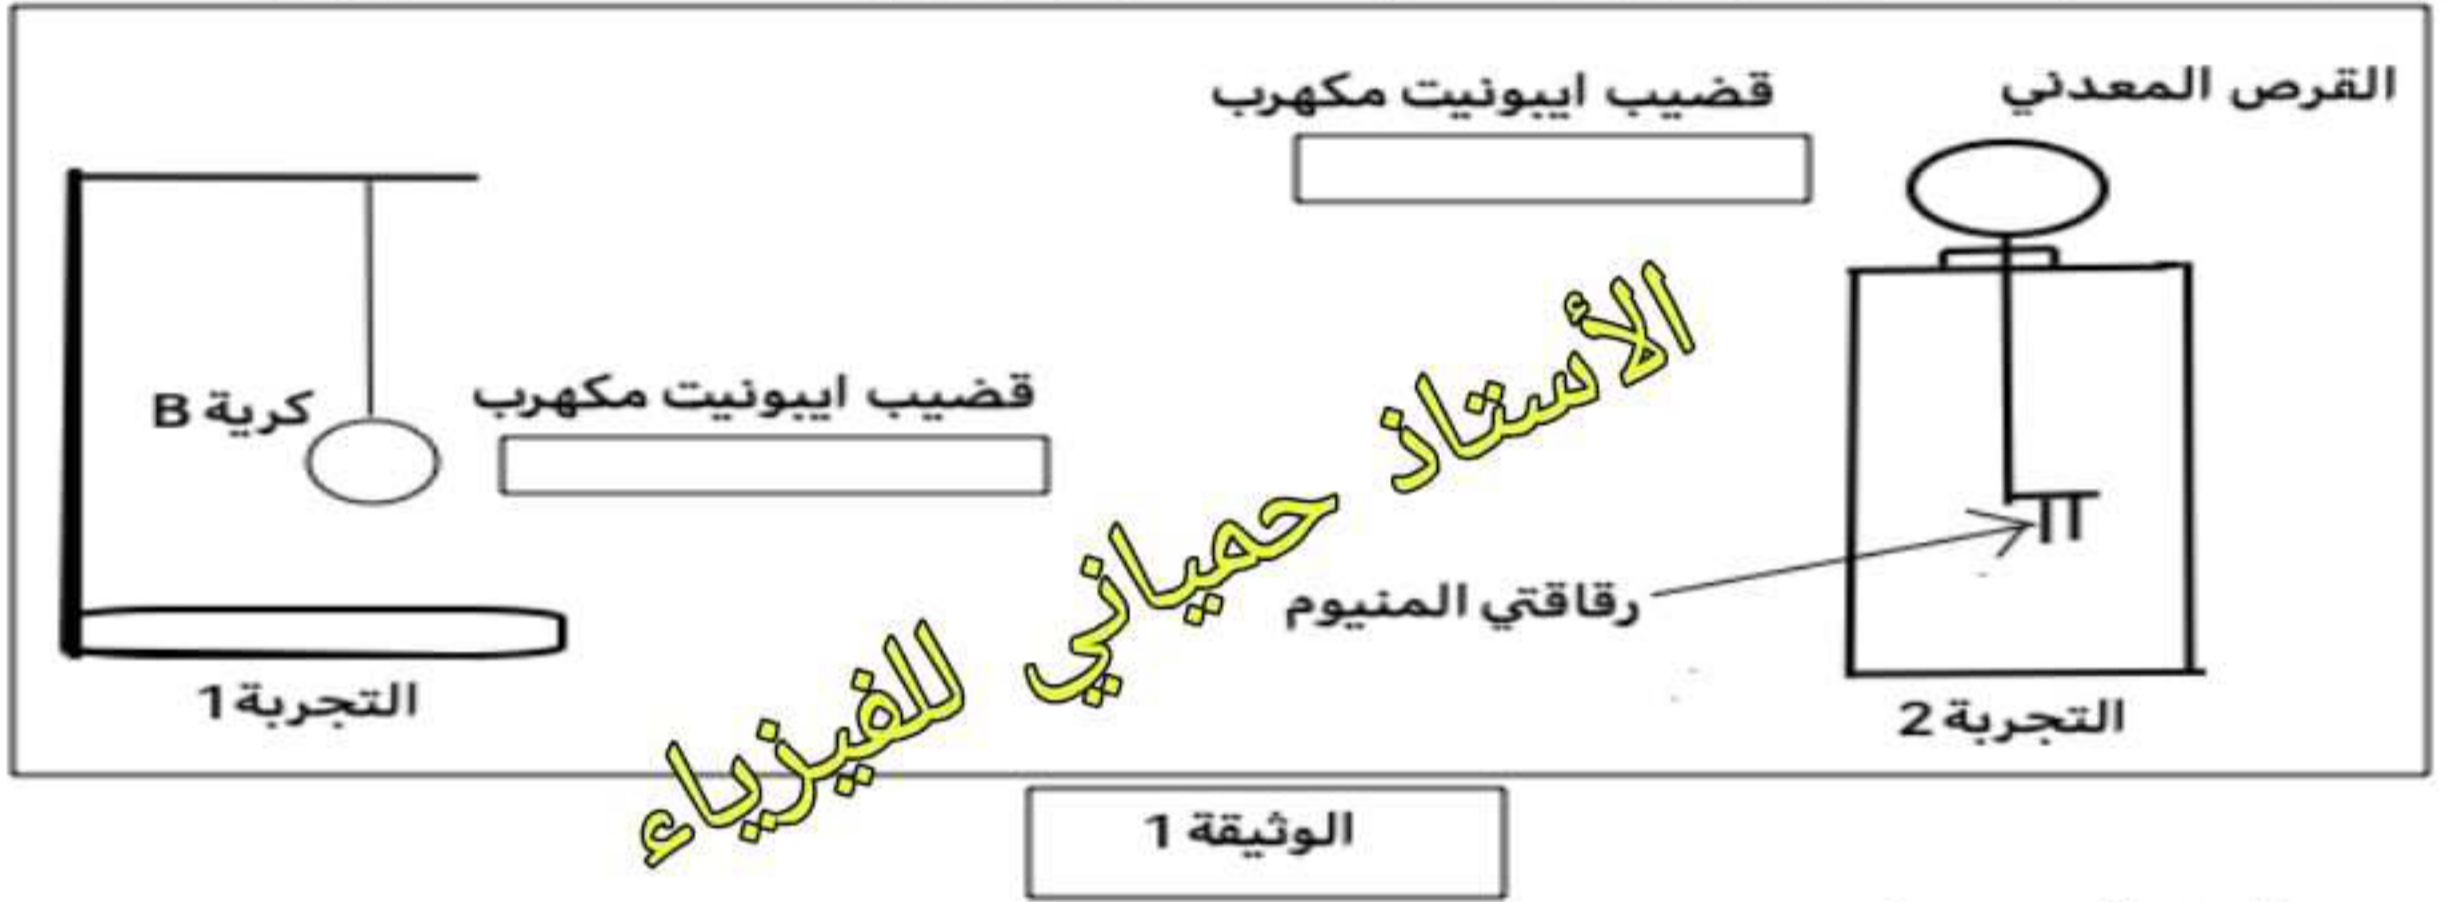 القرص المعدني
قضيب ايبونيت مكهرب
كرية B
قضيب ايبونيت مكهرب
رقاقتي المنيوم
التجربة 2
التجربة 1
الأستاذ حمياني للفيزياء
الوثيقة 1